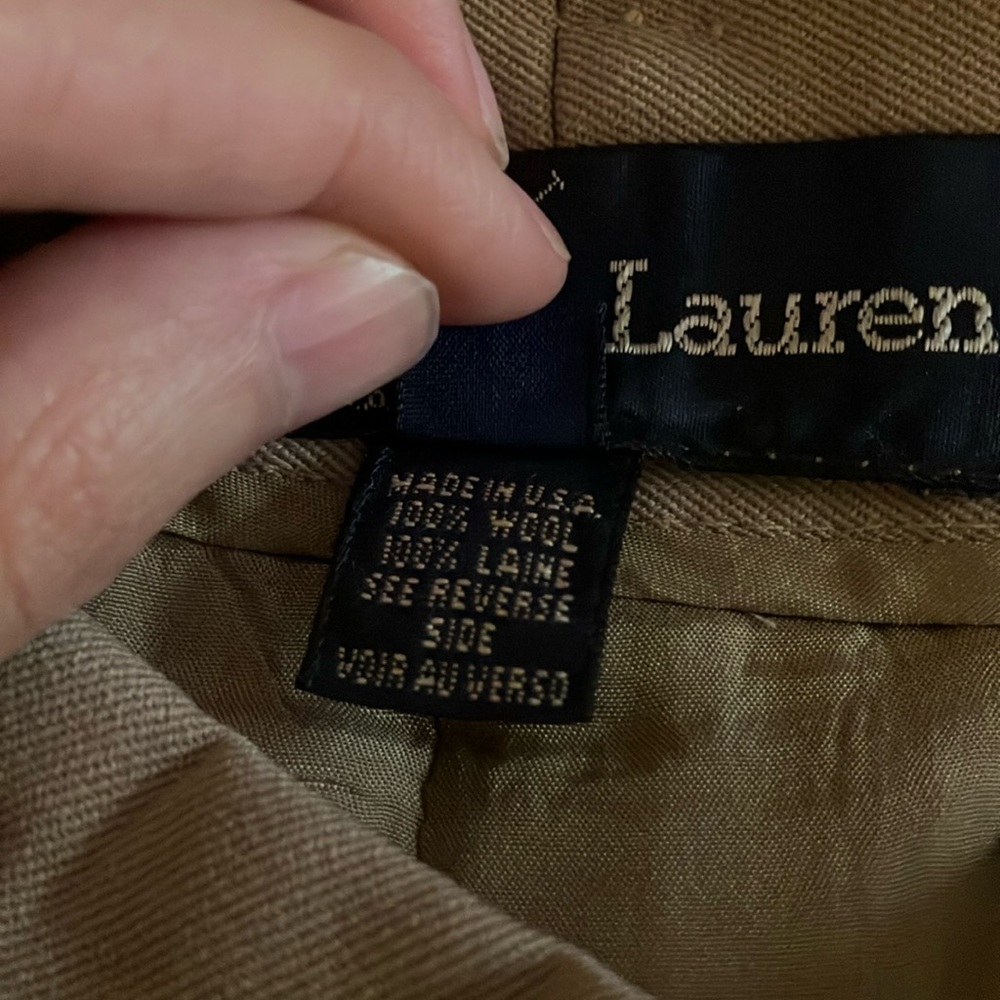 Lauren
MADE IN U.S.A.
100% WOOL
100% LAINE
SEE REVERSE
SIDE
VOIR AU VERSO